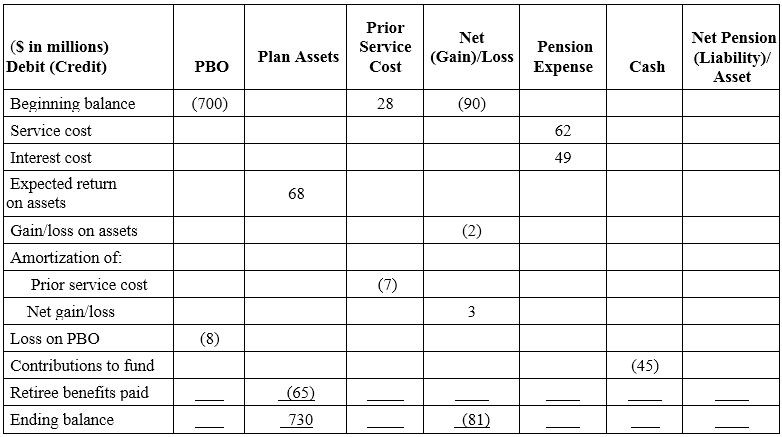 ($ in millions)
Debit (Credit) PBO Plan Assets Prior Service Cost Net (Gain)/Loss Pension Expense Cash Net Pension (Liability)/ Asset
Beginning balance (700) 28 (90)
Service cost 62
Interest cost 49
Expected return
on assets 68
Gain/loss on assets (2)
Amortization of:
Prior service cost (7)
Net gain/loss 3
Loss on PBO (8)
Contributions to fund (45)
Retiree benefits paid (65)
Ending balance 730 (81)